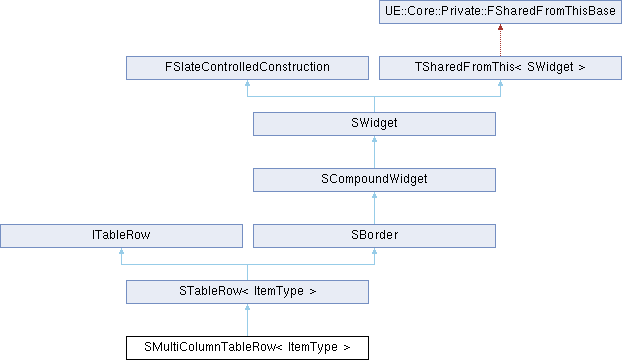 UE::Core::Private::FSharedFromThisBase
FSlateControlledConstruction
TSharedFromThis< SWidget >
SWidget
SCompoundWidget
ITableRow
SBorder
STableRow< ItemType >
SMultiColumnTableRow< ItemType >